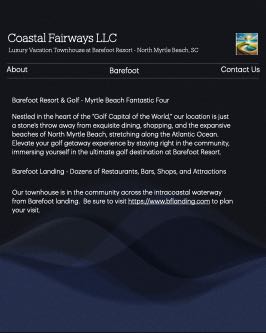 Coastal Fairways LLC
Luxury Vacation Townhouse at Barefoot Resort - North Myrtle Beach, SC
About
Barefoot
Contact Us
Barefoot Resort & Golf - Myrtle Beach Fantastic Four
Nestled in the heart of the "Golf Capital of the World," our location is just
a stone's throw away from exquisite dining, shopping, and the expansive
beaches of North Myrtle Beach, stretching along the Atlantic Ocean.
Elevate your golf getaway experience by staying right in the community,
immersing yourself in the ultimate golf destination at Barefoot Resort.
Barefoot Landing - Dozens of Restaurants, Bars, Shops, and Attractions
Our townhouse is in the community across the intracoastal waterway
from Barefoot landing.  Be sure to visit https://www.bflanding.com to plan
your visit.